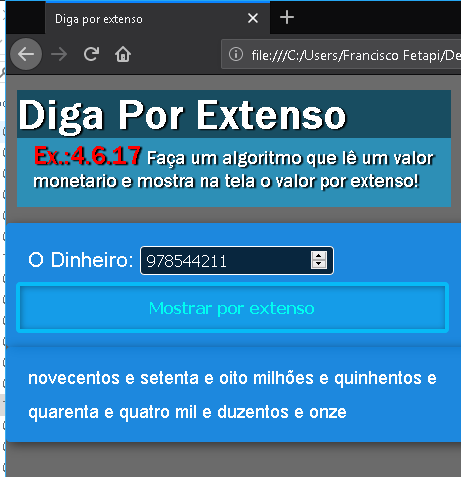 Diga por extenso
file:///C:/Users/Francisco Fetapi/De
Diga Por Extenso
Ex.:4.6.17 Faça um algoritmo que lê um valor
monetario e mostra na tela o valor por extenso!
O Dinheiro: 978544211
Mostrar por extenso
novecentos e setenta e oito milhões e quinhentos e
quarenta e quatro mil e duzentos e onze